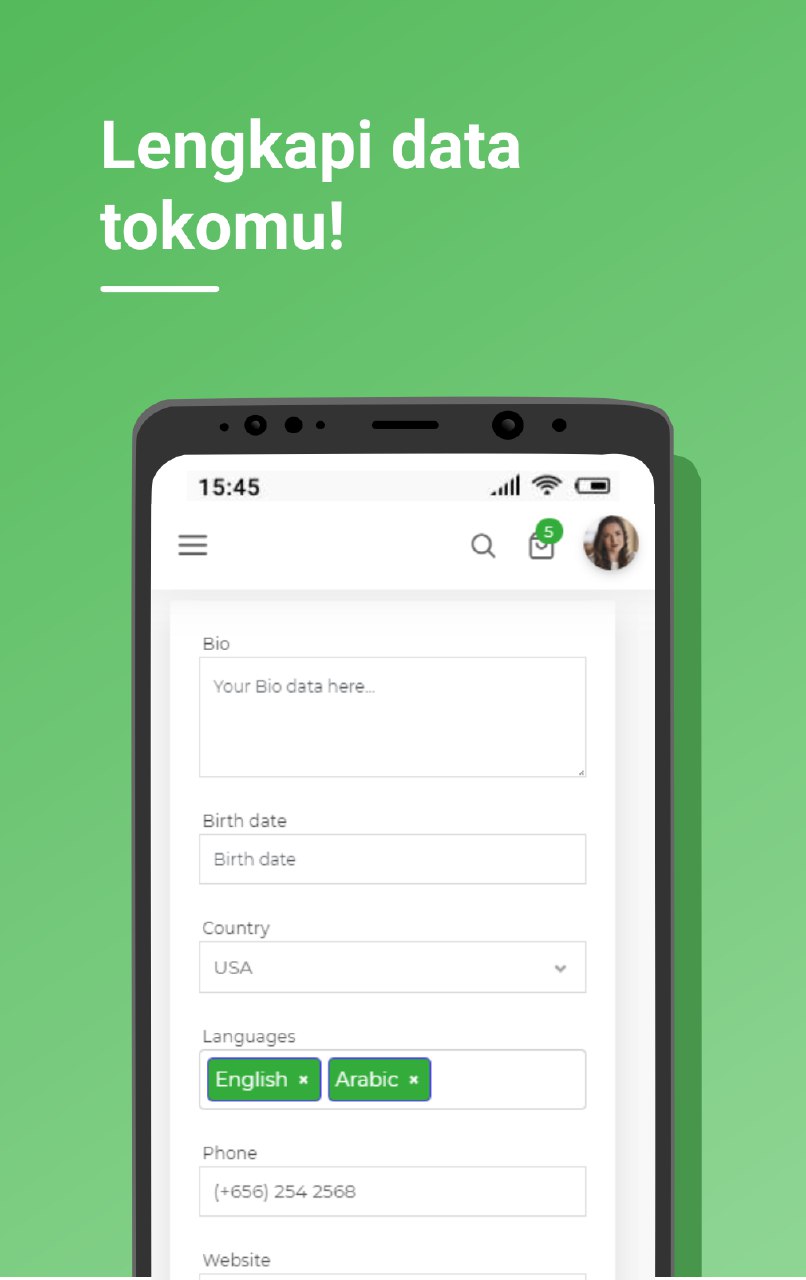 Lengkapi data
tokomu!
15:45
5
Bio
Your Bio data here...
Birth date
Birth date
Country
USA
Languages
English × Arabic ×
Phone
(+656) 254 2568
Website